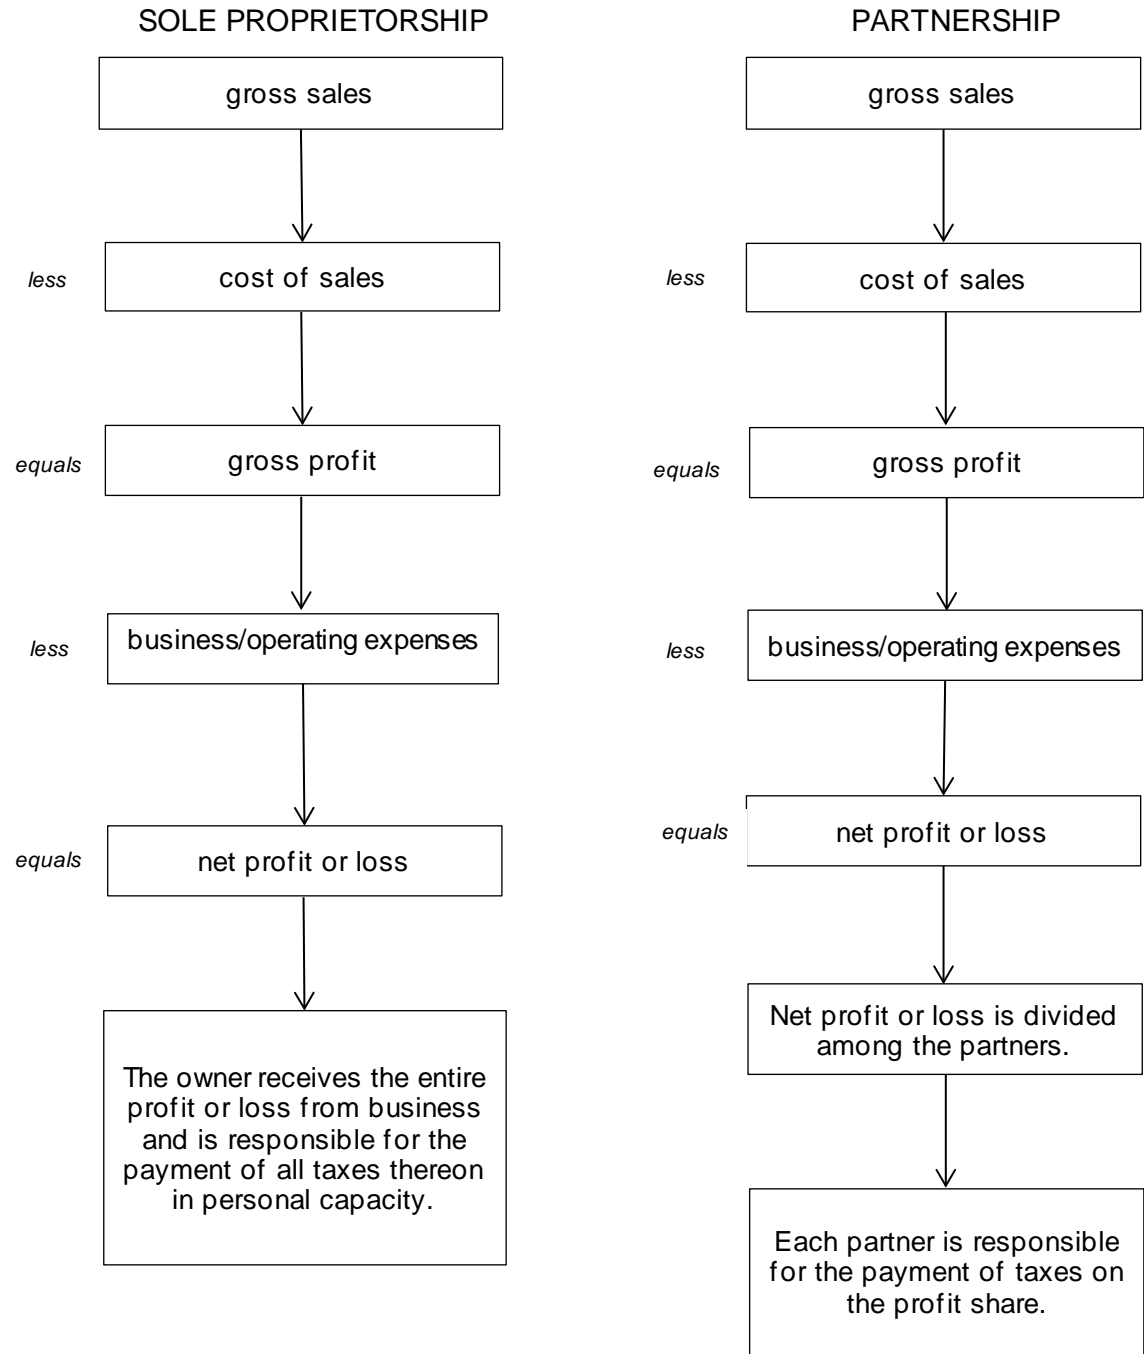 SOLE PROPRIETORSHIP
gross sales
less
cost of sales
equals
gross profit
less
business/operating expenses
equals
net profit or loss
The owner receives the entire
profit or loss from business
and is responsible for the
payment of all taxes thereon
in personal capacity.
PARTNERSHIP
gross sales
less
cost of sales
equals
gross profit
less
business/operating expenses
equals
net profit or loss
Net profit or loss is divided
among the partners.
Each partner is responsible
for the payment of taxes on
the profit share.